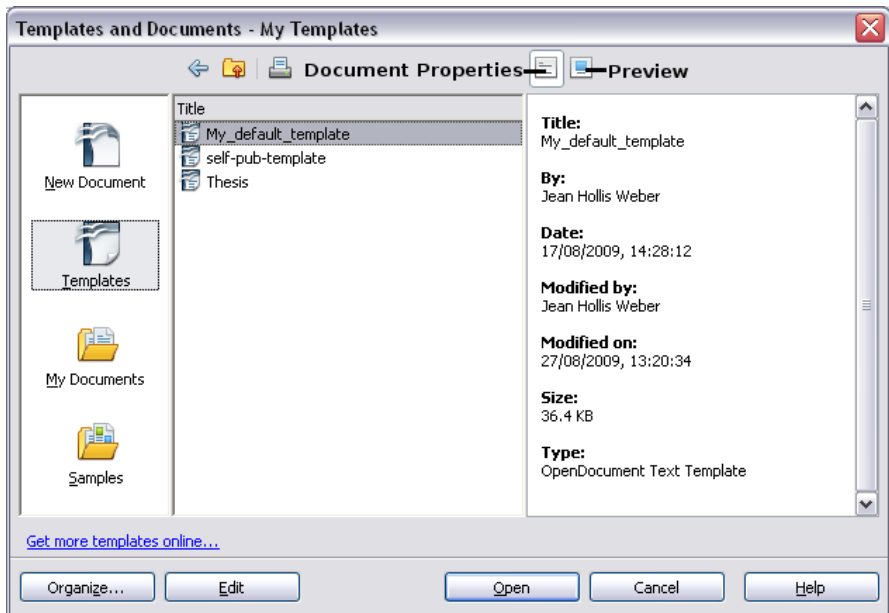 Templates and Documents - My Templates
Document Properties
Preview
New Document
Templates
My Documents
Samples
Title
My_default_template
self-pub-template
Thesis
Title:
My_default_template
By:
Jean Hollis Weber
Date:
17/08/2009, 14:28:12
Modified by:
Jean Hollis Weber
Modified on:
27/08/2009, 13:20:34
Size:
36.4 KB
Type:
OpenDocument Text Template
Get more templates online...
Organize...
Edit
Open
Cancel
Help